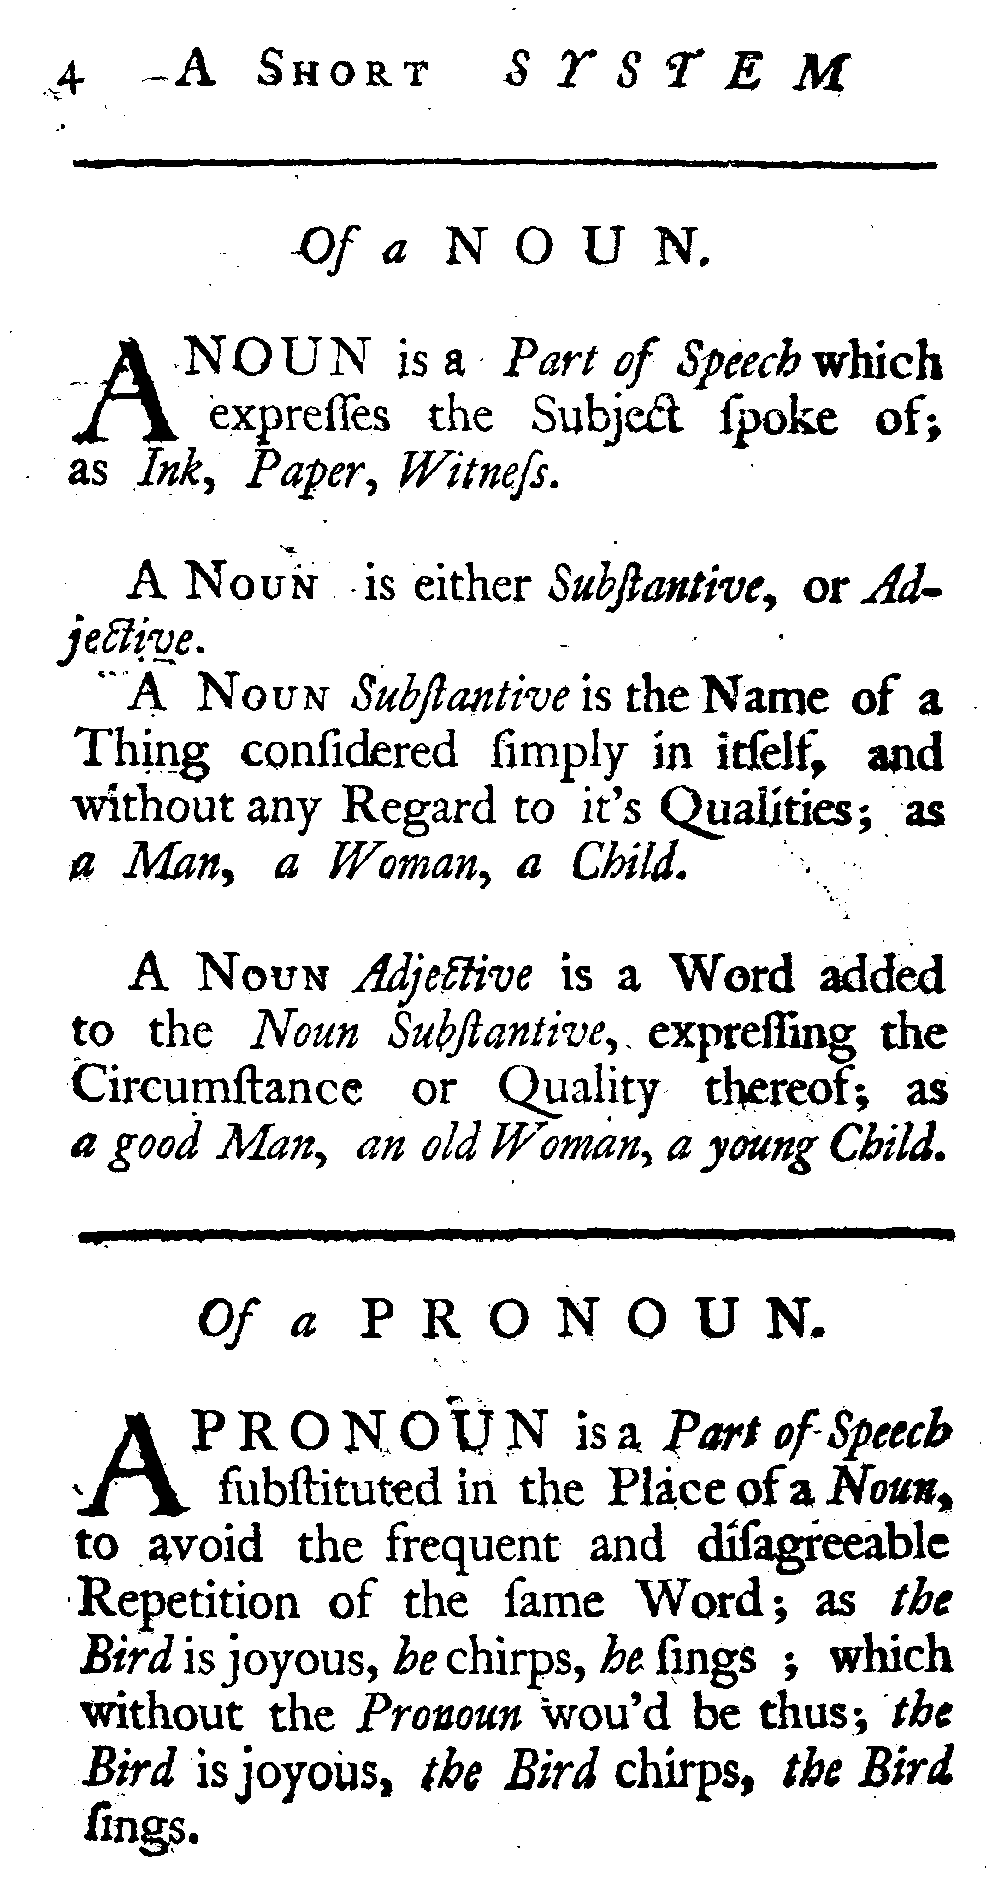 4 A SHORT SYSTEM
Of a NOUN.
A NOUN is a Part of Speech which
expreſſes the Subject ſpoke of;
as Ink, Paper, Witneſs.
A NOUN is either Subſtantive, or Ad-
jective.
A NOUN Subſtantive is the Name of a
Thing conſidered ſimply in itſelf, and
without any Regard to it's Qualities; as
a Man, a Woman, a Child.
A NOUN Adjective is a Word added
to the Noun Subſtantive, expreſſing the
Circumſtance or Quality thereof; as
a good Man, an old Woman, a young Child.
Of a PRONOUN.
A PRONOUN is a Part of Speech
ſubſtituted in the Place of a Noun,
to avoid the frequent and diſagreeable
Repetition of the ſame Word; as the
Bird is joyous, he chirps, he ſings ; which
without the Pronoun wou'd be thus; the
Bird is joyous, the Bird chirps, the Bird
ſings.